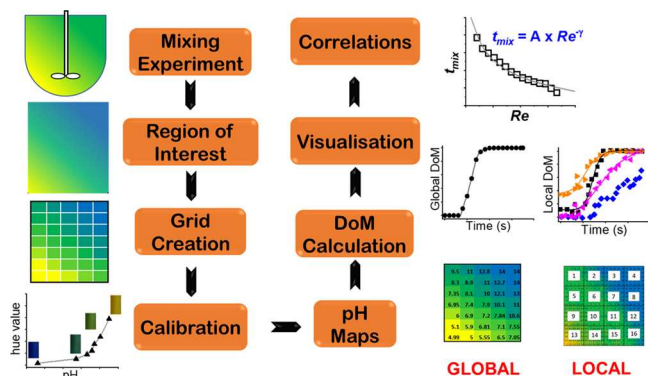 Mixing
Experiment
Region of
Interest
Grid
Creation
Calibration
pH
Maps
DoM
Calculation
Visualisation
Correlations
hue value
pH
t_mix = A x Re^-γ
t_mix
Re
Global DoM
Time (s)
Local DoM
Time (s)
9.5 11 13.8 14 14
8.3 8.9 11 12.7 14
7.35 8.1 10 12.1 13
6.95 7.4 9 10.1 11
6 6.9 7.2 7.84 10.6
5.1 5.9 6.81 7.1 7.55
4.99 5 5.55 6.5 7.05
GLOBAL
1 2 3 4
5 6 7 8
9 10 11 12
13 14 15 16
LOCAL